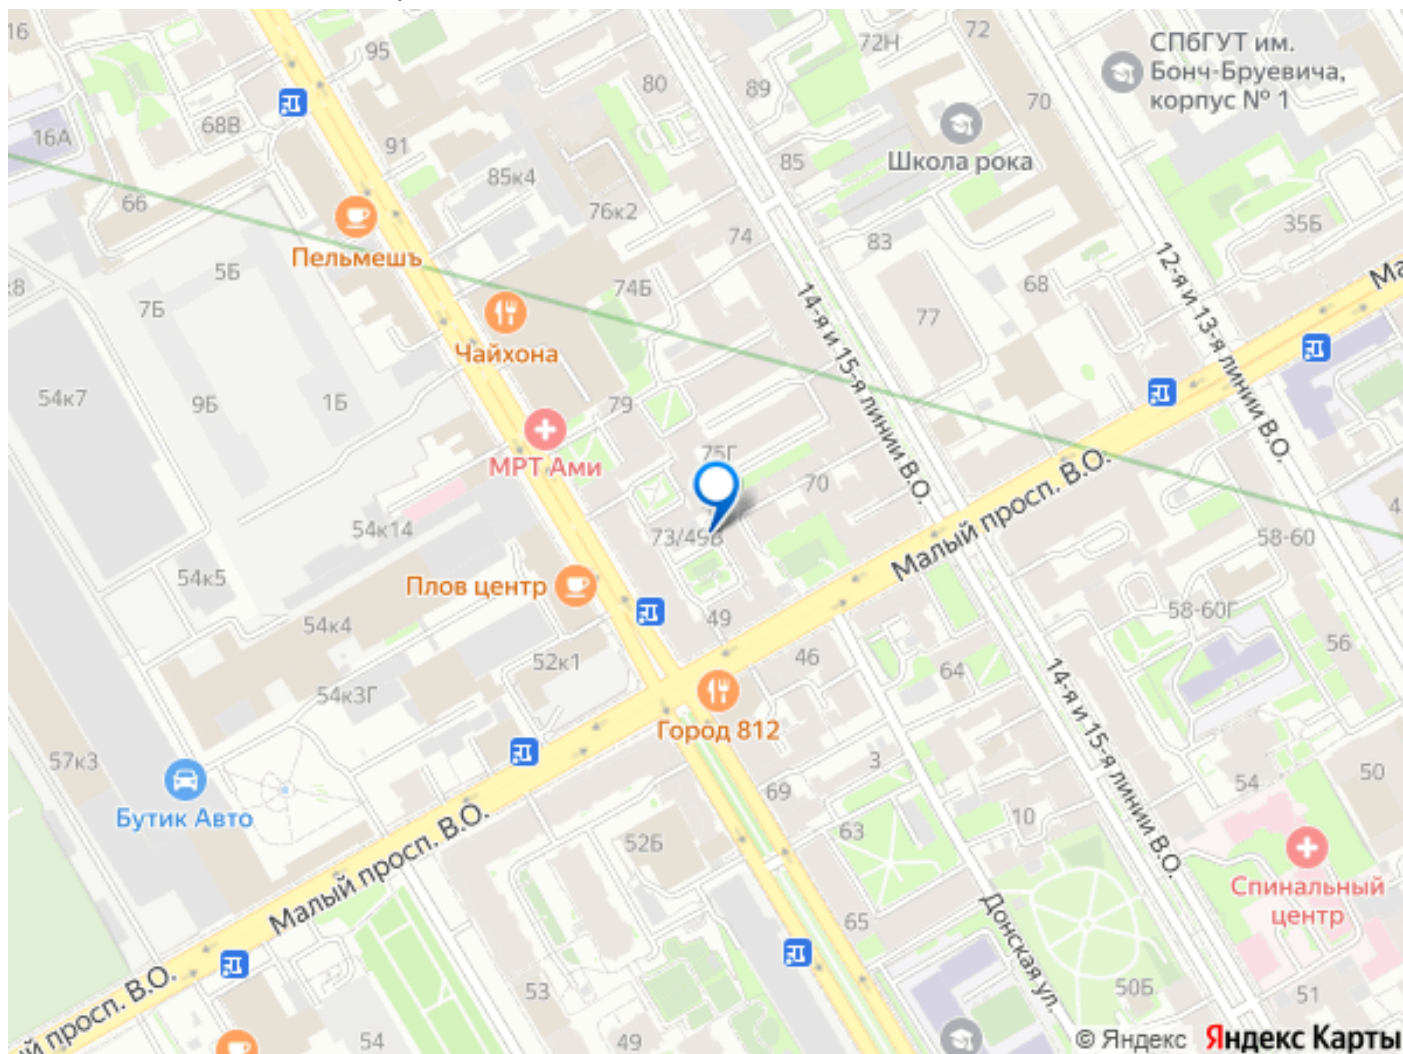 16
95
72Н
72
СПбГУТ им.
Бонч-Бруевича,
корпус № 1
80
89
70
68В
16А
91
Школа рока
85
85к4
66
76к2
35Б
74
83
Пельмешъ
5Б
12-я и 13-я линии В.О.
Ма
к8
7Б
74Б
68
14-я и 15-я линии В.О.
77
Чайхона
54к7
9Б
1Б
79
МРТ Ами
75Г
70
Малый просп. В.О.
4
54к14
73/49В
58-60
54к5
Плов центр
54к4
49
58-60Г
56
52к1
46
64
54к3Г
14-я и 15-я линии В.О.
Город 812
57к3
3
54
50
69
Бутик Авто
10
63
52Б
Малый просп. В.О.
Спинальный
центр
65
Донская ул.
53
50Б
51
й просп. В.О.
54
49
© Яндекс Яндекс Карты